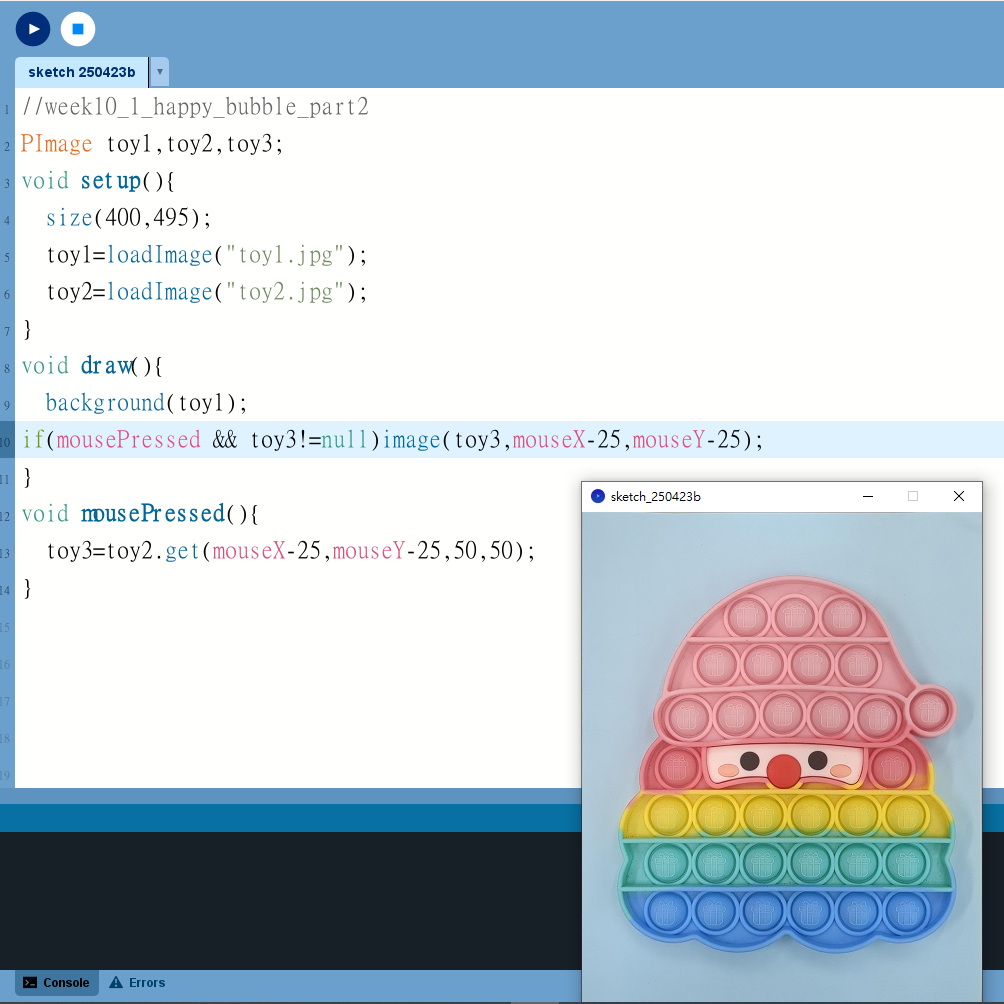 sketch 250423b
1 //week10_1_happy_bubble_part2
2 PImage toy1,toy2,toy3;
3 void setup(){
4 size(400,495);
5 toy1=loadImage("toy1.jpg");
6 toy2=loadImage("toy2.jpg");
7 }
8 void draw(){
9 background(toy1);
10 if(mousePressed && toy3!=null)image(toy3,mouseX-25,mouseY-25);
11 }
12 void mousePressed(){
13 toy3=toy2.get(mouseX-25,mouseY-25,50,50);
14 }
15
16
17
18
19
sketch_250423b
Console Errors